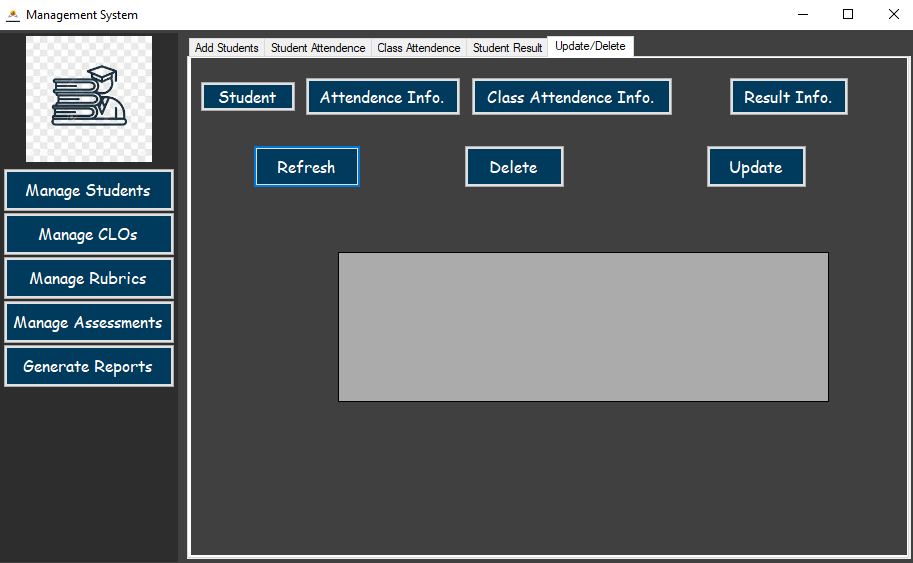 Management System
Manage Students
Manage CLOs
Manage Rubrics
Manage Assessments
Generate Reports
Add Students Student Attendence Class Attendence Student Result Update/Delete
Student Attendence Info. Class Attendence Info. Result Info.
Refresh Delete Update